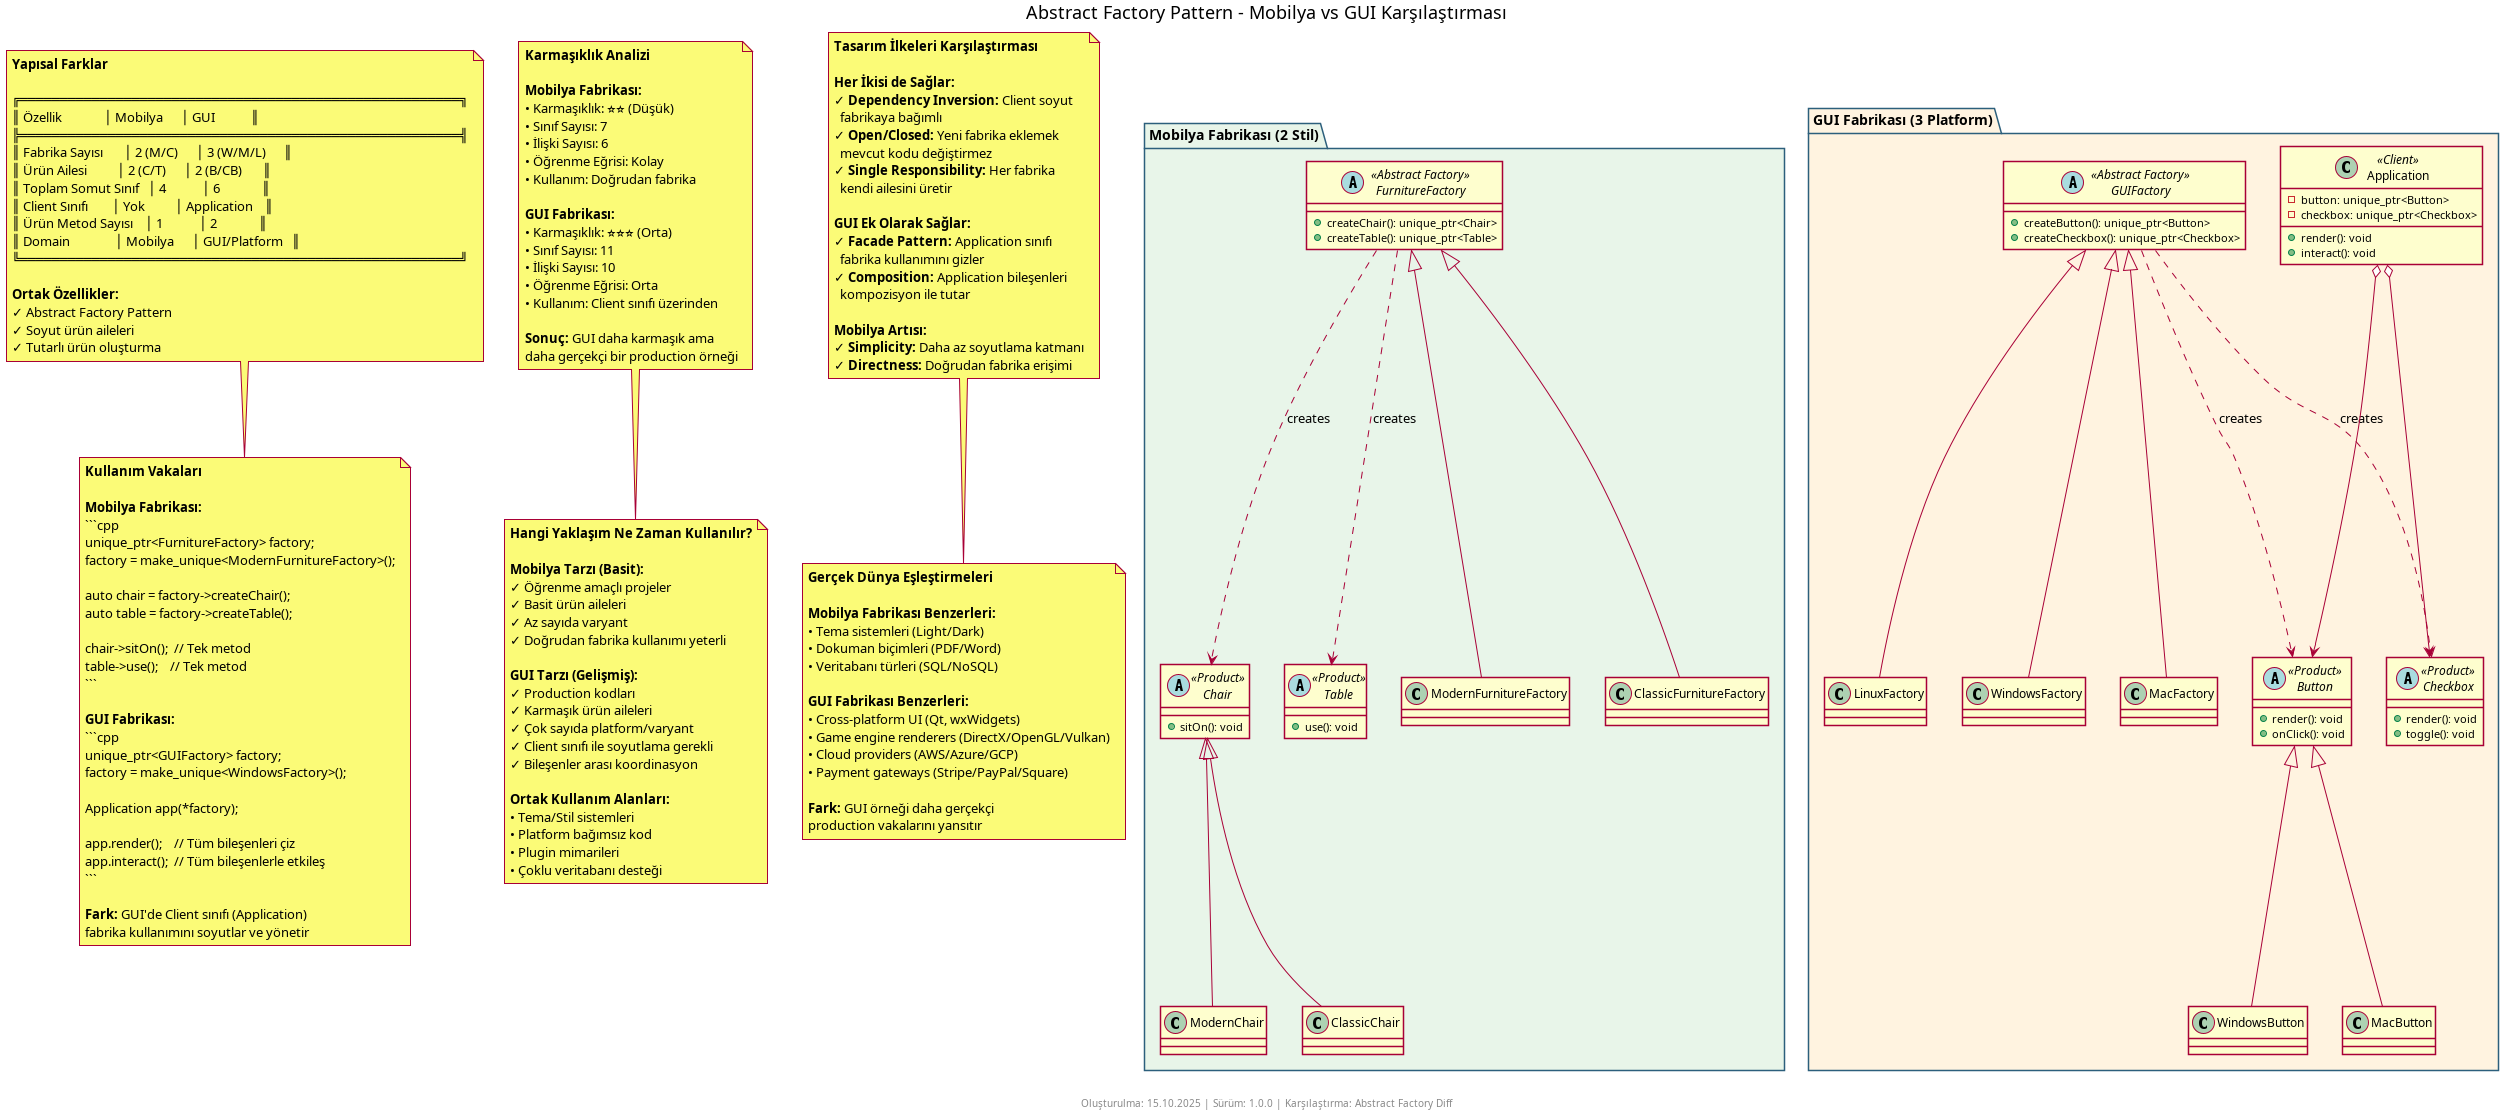 Abstract Factory Pattern - Mobilya vs GUI Karşılaştırması
Yapısal Farklar
╔══════════════════════════════════════════════════════════╗
║ Özellik │ Mobilya │ GUI ║
╠══════════════════════════════════════════════════════════╣
║ Fabrika Sayısı │ 2 (M/C) │ 3 (W/M/L) ║
║ Ürün Ailesi │ 2 (C/T) │ 2 (B/CB) ║
║ Toplam Somut Sınıf │ 4 │ 6 ║
║ Client Sınıfı │ Yok │ Application ║
║ Ürün Metod Sayısı │ 1 │ 2 ║
║ Domain │ Mobilya │ GUI/Platform ║
╚══════════════════════════════════════════════════════════╝
Ortak Özellikler:
✓ Abstract Factory Pattern
✓ Soyut ürün aileleri
✓ Tutarlı ürün oluşturma
Kullanım Vakaları
Mobilya Fabrikası:
```cpp
unique_ptr<FurnitureFactory> factory;
factory = make_unique<ModernFurnitureFactory>();
auto chair = factory->createChair();
auto table = factory->createTable();
chair->sitOn(); // Tek metod
table->use(); // Tek metod
```
GUI Fabrikası:
```cpp
unique_ptr<GUIFactory> factory;
factory = make_unique<WindowsFactory>();
Application app(*factory);
app.render(); // Tüm bileşenleri çiz
app.interact(); // Tüm bileşenlerle etkileş
```
Fark: GUI'de Client sınıfı (Application)
fabrika kullanımını soyutlar ve yönetir
Karmaşıklık Analizi
Mobilya Fabrikası:
• Karmaşıklık: ⭐⭐ (Düşük)
• Sınıf Sayısı: 7
• İlişki Sayısı: 6
• Öğrenme Eğrisi: Kolay
• Kullanım: Doğrudan fabrika
GUI Fabrikası:
• Karmaşıklık: ⭐⭐⭐ (Orta)
• Sınıf Sayısı: 11
• İlişki Sayısı: 10
• Öğrenme Eğrisi: Orta
• Kullanım: Client sınıfı üzerinden
Sonuç: GUI daha karmaşık ama
daha gerçekçi bir production örneği
Hangi Yaklaşım Ne Zaman Kullanılır?
Mobilya Tarzı (Basit):
✓ Öğrenme amaçlı projeler
✓ Basit ürün aileleri
✓ Az sayıda varyant
✓ Doğrudan fabrika kullanımı yeterli
GUI Tarzı (Gelişmiş):
✓ Production kodları
✓ Karmaşık ürün aileleri
✓ Çok sayıda platform/varyant
✓ Client sınıfı ile soyutlama gerekli
✓ Bileşenler arası koordinasyon
Ortak Kullanım Alanları:
• Tema/Stil sistemleri
• Platform bağımsız kod
• Plugin mimarileri
• Çoklu veritabanı desteği
Tasarım İlkeleri Karşılaştırması
Her İkisi de Sağlar:
✓ Dependency Inversion: Client soyut
fabrikaya bağımlı
✓ Open/Closed: Yeni fabrika eklemek
mevcut kodu değiştirmez
✓ Single Responsibility: Her fabrika
kendi ailesini üretir
GUI Ek Olarak Sağlar:
✓ Facade Pattern: Application sınıfı
fabrika kullanımını gizler
✓ Composition: Application bileşenleri
kompozisyon ile tutar
Mobilya Artısı:
✓ Simplicity: Daha az soyutlama katmanı
✓ Directness: Doğrudan fabrika erişimi
Gerçek Dünya Eşleştirmeleri
Mobilya Fabrikası Benzerleri:
• Tema sistemleri (Light/Dark)
• Dokuman biçimleri (PDF/Word)
• Veritabanı türleri (SQL/NoSQL)
GUI Fabrikası Benzerleri:
• Cross-platform UI (Qt, wxWidgets)
• Game engine renderers (DirectX/OpenGL/Vulkan)
• Cloud providers (AWS/Azure/GCP)
• Payment gateways (Stripe/PayPal/Square)
Fark: GUI örneği daha gerçekçi
production vakalarını yansıtır
Mobilya Fabrikası (2 Stil)
A
«Abstract Factory»
FurnitureFactory
createChair(): unique_ptr<Chair>
createTable(): unique_ptr<Table>
creates
creates
A
«Product»
Chair
sitOn(): void
A
«Product»
Table
use(): void
C ModernFurnitureFactory
C ClassicFurnitureFactory
C ModernChair
C ClassicChair
GUI Fabrikası (3 Platform)
A
«Abstract Factory»
GUIFactory
createButton(): unique_ptr<Button>
createCheckbox(): unique_ptr<Checkbox>
C
«Client»
Application
button: unique_ptr<Button>
checkbox: unique_ptr<Checkbox>
render(): void
interact(): void
creates
creates
C LinuxFactory
C WindowsFactory
C MacFactory
A
«Product»
Button
render(): void
onClick(): void
A
«Product»
Checkbox
render(): void
toggle(): void
C WindowsButton
C MacButton
Oluşturulma: 15.10.2025 | Sürüm: 1.0.0 | Karşılaştırma: Abstract Factory Diff